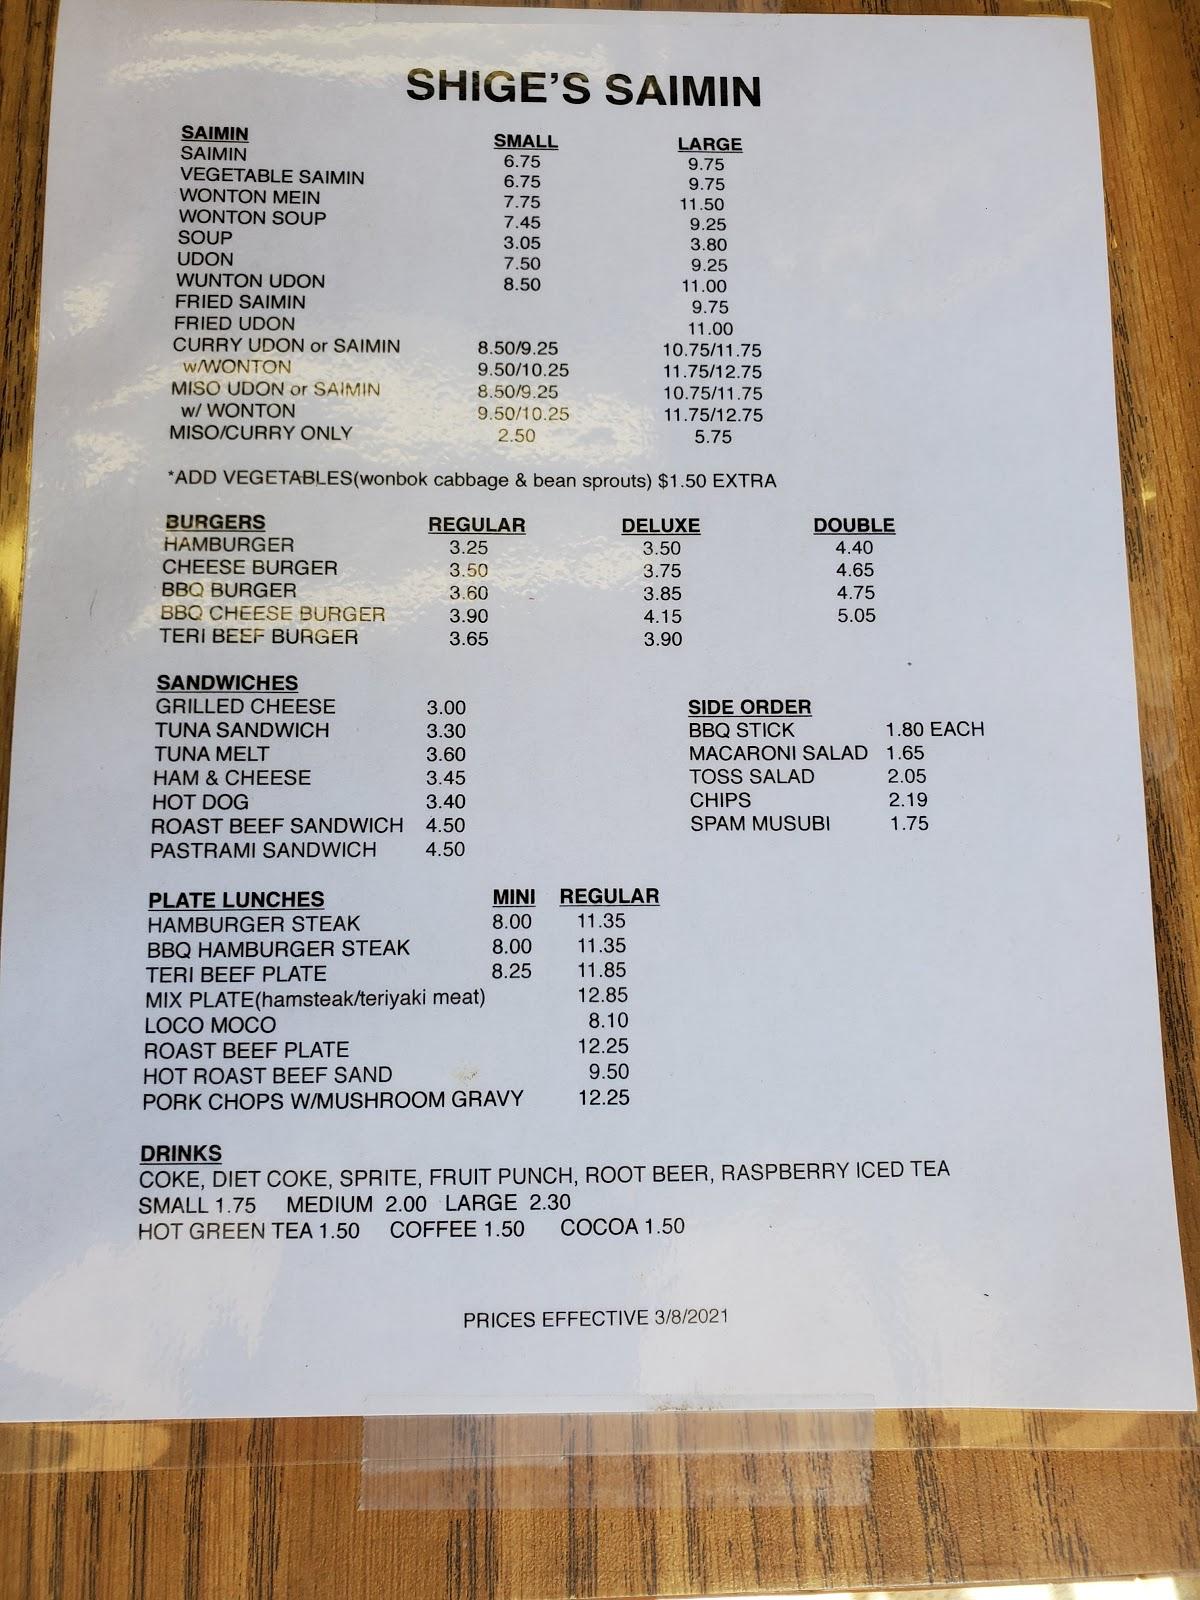 SHIGE'S SAIMIN
SAIMIN SMALL LARGE
SAIMIN 6.75 9.75
VEGETABLE SAIMIN 6.75 9.75
WONTON MEIN 7.75 11.50
WONTON SOUP 7.45 9.25
SOUP 3.05 3.80
UDON 7.50 9.25
WUNTON UDON 8.50 11.00
FRIED SAIMIN 9.75
FRIED UDON 11.00
CURRY UDON or SAIMIN 8.50/9.25 10.75/11.75
w/WONTON 9.50/10.25 11.75/12.75
MISO UDON or SAIMIN 8.50/9.25 10.75/11.75
w/ WONTON 9.50/10.25 11.75/12.75
MISO/CURRY ONLY 2.50 5.75
*ADD VEGETABLES(wonbok cabbage & bean sprouts) $1.50 EXTRA
BURGERS REGULAR DELUXE DOUBLE
HAMBURGER 3.25 3.50 4.40
CHEESE BURGER 3.50 3.75 4.65
BBQ BURGER 3.60 3.85 4.75
BBQ CHEESE BURGER 3.90 4.15 5.05
TERI BEEF BURGER 3.65 3.90
SANDWICHES
GRILLED CHEESE 3.00
TUNA SANDWICH 3.30
TUNA MELT 3.60
HAM & CHEESE 3.45
HOT DOG 3.40
ROAST BEEF SANDWICH 4.50
PASTRAMI SANDWICH 4.50
SIDE ORDER
BBQ STICK 1.80 EACH
MACARONI SALAD 1.65
TOSS SALAD 2.05
CHIPS 2.19
SPAM MUSUBI 1.75
PLATE LUNCHES MINI REGULAR
HAMBURGER STEAK 8.00 11.35
BBQ HAMBURGER STEAK 8.00 11.35
TERI BEEF PLATE 8.25 11.85
MIX PLATE(hamsteak/teriyaki meat) 12.85
LOCO MOCO 8.10
ROAST BEEF PLATE 12.25
HOT ROAST BEEF SAND 9.50
PORK CHOPS W/MUSHROOM GRAVY 12.25
DRINKS
COKE, DIET COKE, SPRITE, FRUIT PUNCH, ROOT BEER, RASPBERRY ICED TEA
SMALL 1.75 MEDIUM 2.00 LARGE 2.30
HOT GREEN TEA 1.50 COFFEE 1.50 COCOA 1.50
PRICES EFFECTIVE 3/8/2021